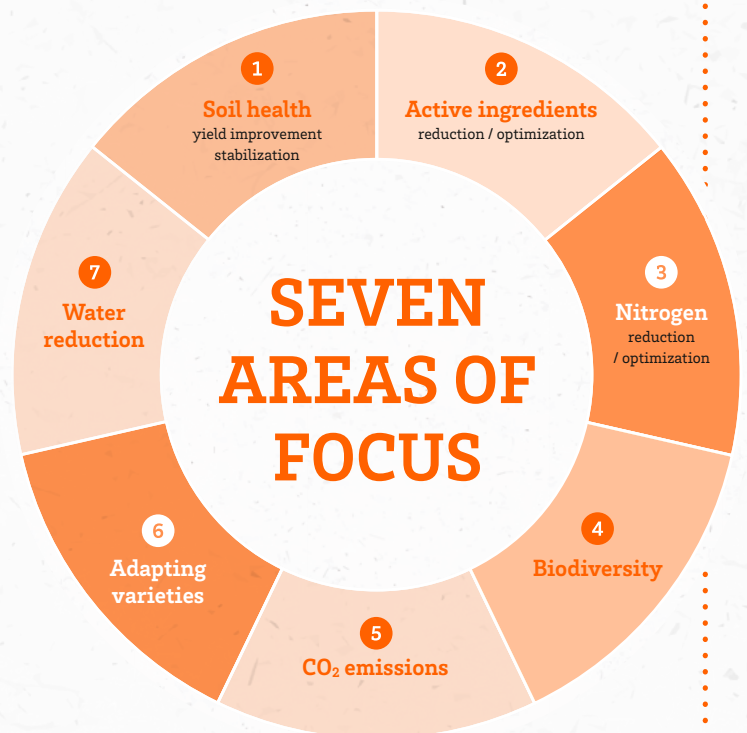 1
Soil health
yield improvement
stabilization
2
Active ingredients
reduction / optimization
3
Nitrogen
reduction
/ optimization
4
Biodiversity
5
CO₂ emissions
6
Adapting
varieties
7
Water
reduction
SEVEN
AREAS OF
FOCUS